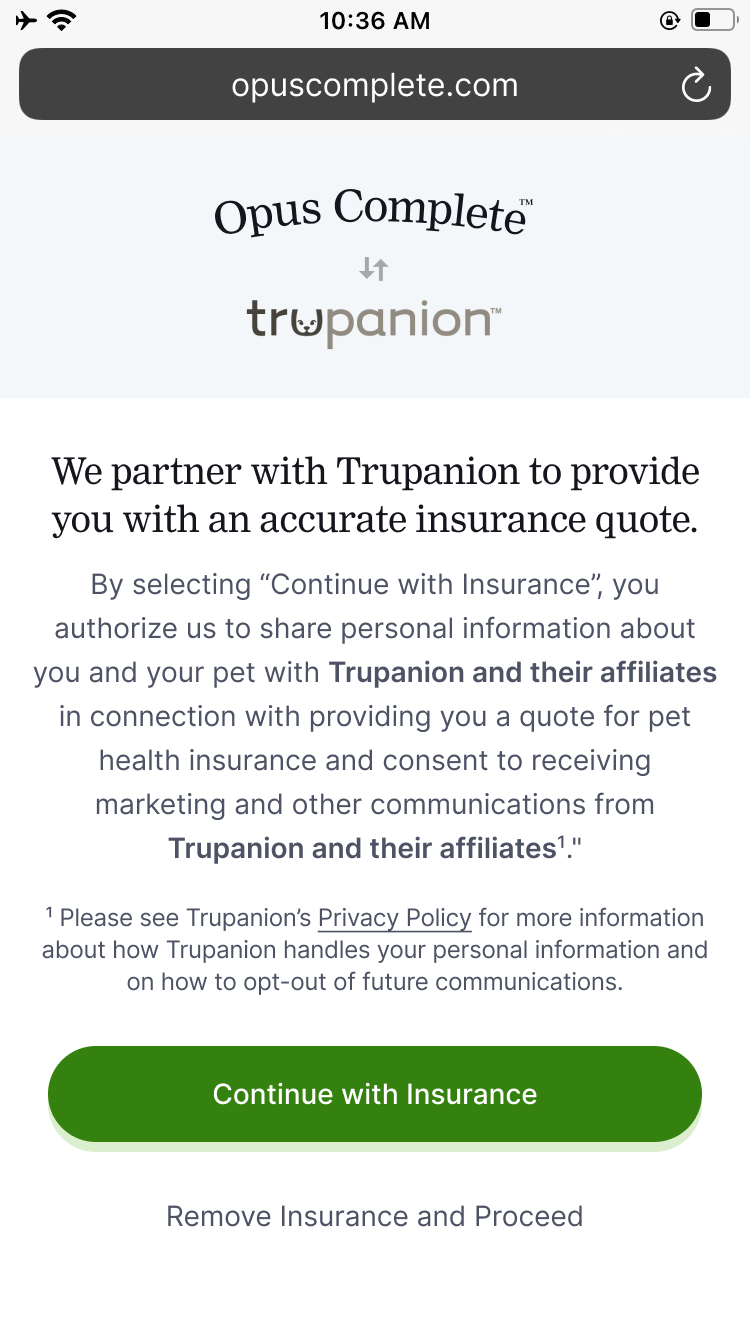 10:36 AM
opuscomplete.com
Opus Complete™
trupanion™
We partner with Trupanion to provide
you with an accurate insurance quote.
By selecting “Continue with Insurance”, you
authorize us to share personal information about
you and your pet with Trupanion and their affiliates
in connection with providing you a quote for pet
health insurance and consent to receiving
marketing and other communications from
Trupanion and their affiliates¹."
¹ Please see Trupanion’s Privacy Policy for more information
about how Trupanion handles your personal information and
on how to opt-out of future communications.
Continue with Insurance
Remove Insurance and Proceed